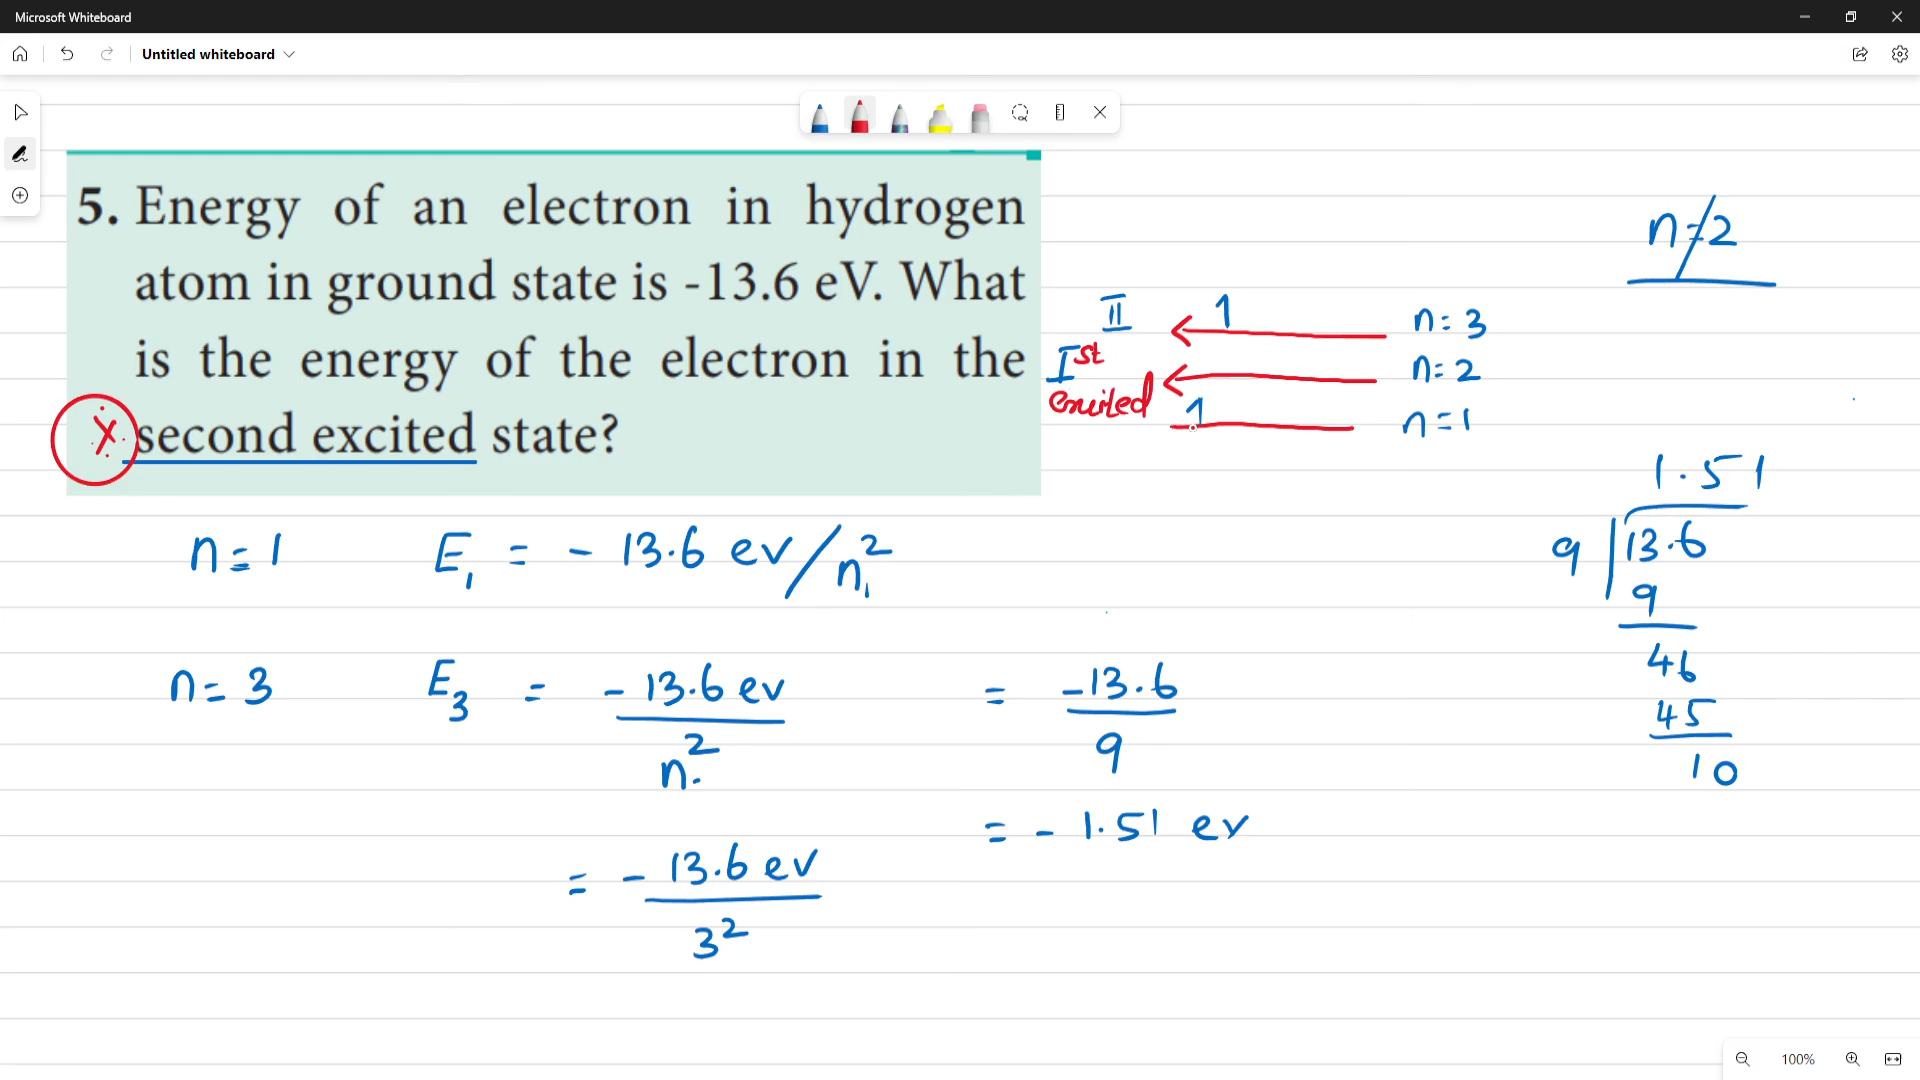 Microsoft Whiteboard
Untitled whiteboard
5. Energy of an electron in hydrogen
atom in ground state is -13.6 eV. What
is the energy of the electron in the
second excited state?
X
n=2
II 1 n=3
Ist n=2
excited
1 n=1
n=1 E₁ = - 13.6 ev/n₁²
n=3 E₃ = - 13.6 ev / n² = -13.6 / 9
= - 13.6 ev / 3²
= - 1.51 ev
1.51
9 13.6
9
46
45
10
100%